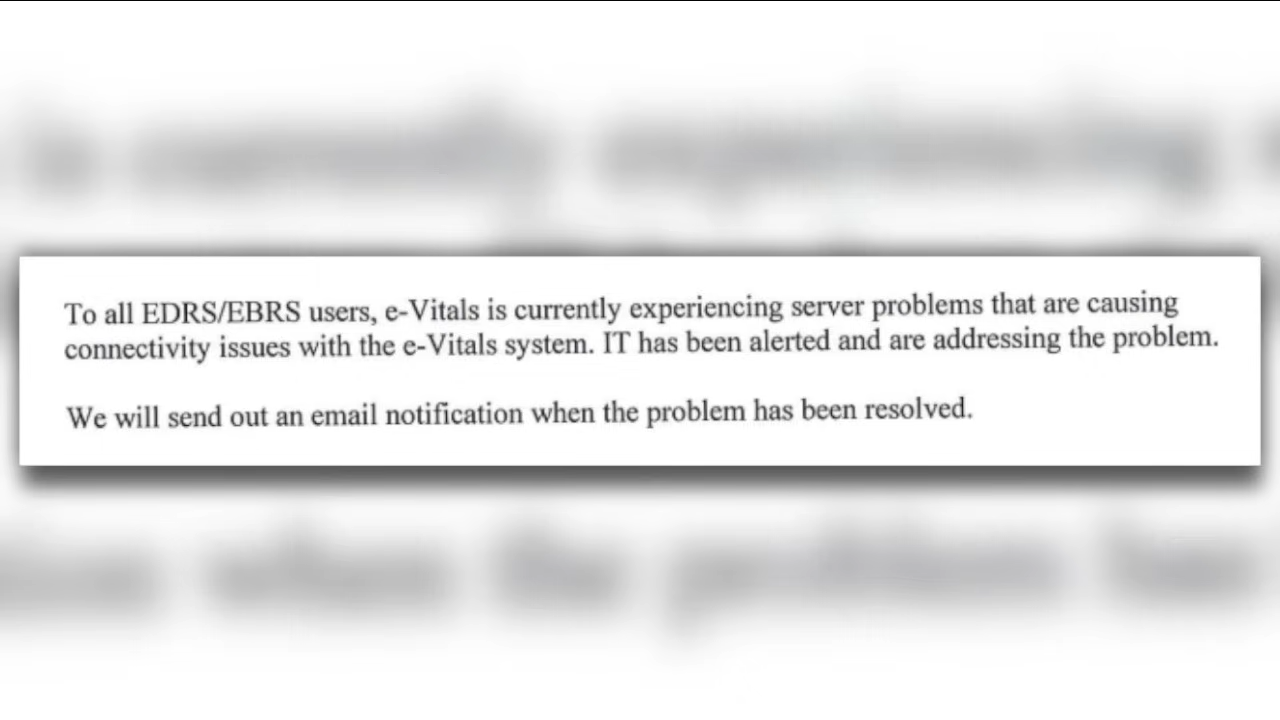 To all EDRS/EBRS users, e-Vitals is currently experiencing server problems that are causing
connectivity issues with the e-Vitals system. IT has been alerted and are addressing the problem.
We will send out an email notification when the problem has been resolved.